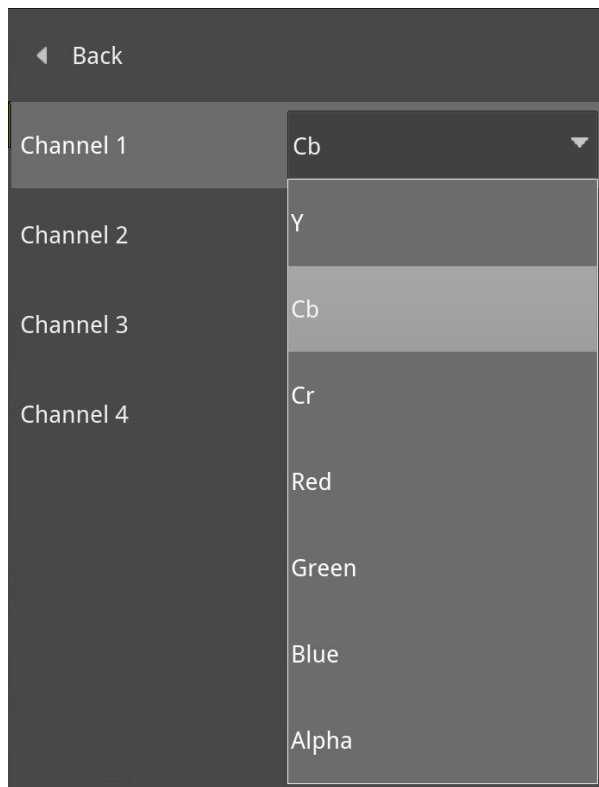 Back
Channel 1
Cb
Channel 2
Channel 3
Channel 4
Y
Cb
Cr
Red
Green
Blue
Alpha